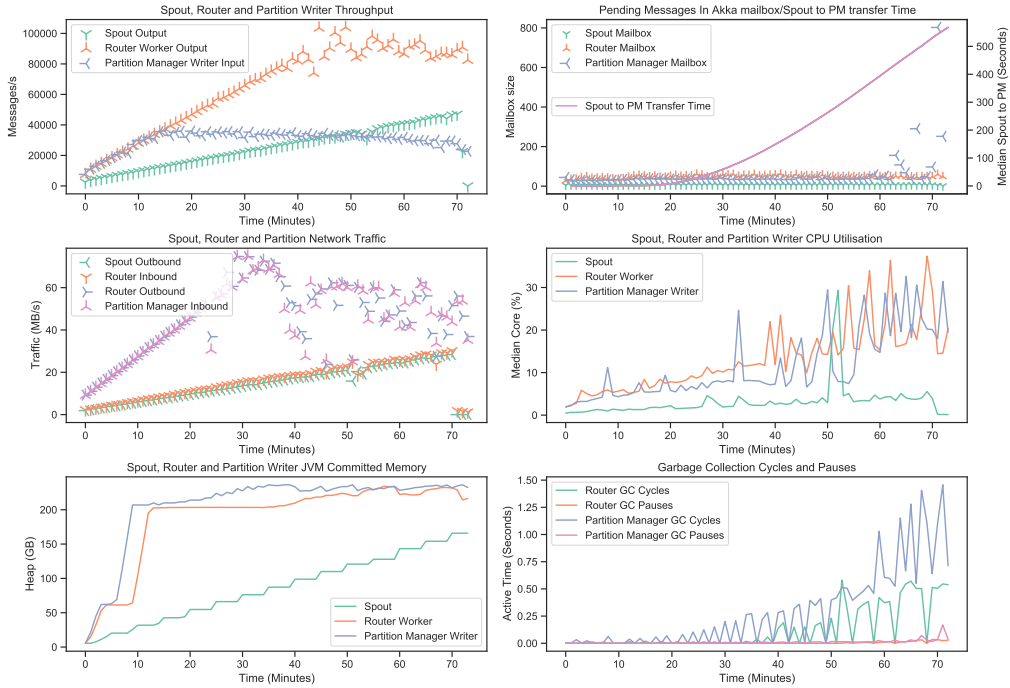 Spout, Router and Partition Writer Throughput
100000
80000
60000
40000
20000
0
Messages/s
Spout Output
Router Worker Output
Partition Manager Writer Input
0 10 20 30 40 50 60 70
Time (Minutes)
Pending Messages In Akka mailbox/Spout to PM transfer Time
800
600
400
200
0
Mailbox size
Spout Mailbox
Router Mailbox
Partition Manager Mailbox
Spout to PM Transfer Time
500
400
300
200
100
0
Median Spout to PM (Seconds)
0 10 20 30 40 50 60 70
Time (Minutes)
Spout, Router and Partition Network Traffic
60
40
20
0
Traffic (MB/s)
Spout Outbound
Router Inbound
Router Outbound
Partition Manager Inbound
0 10 20 30 40 50 60 70
Time (Minutes)
Spout, Router and Partition Writer CPU Utilisation
30
20
10
0
Median Core (%)
Spout
Router Worker
Partition Manager Writer
0 10 20 30 40 50 60 70
Time (Minutes)
Spout, Router and Partition Writer JVM Committed Memory
200
150
100
50
0
Heap (GB)
Spout
Router Worker
Partition Manager Writer
0 10 20 30 40 50 60 70
Time (Minutes)
Garbage Collection Cycles and Pauses
1.50
1.25
1.00
0.75
0.50
0.25
0.00
Active Time (Seconds)
Router GC Cycles
Router GC Pauses
Partition Manager GC Cycles
Partition Manager GC Pauses
0 10 20 30 40 50 60 70
Time (Minutes)